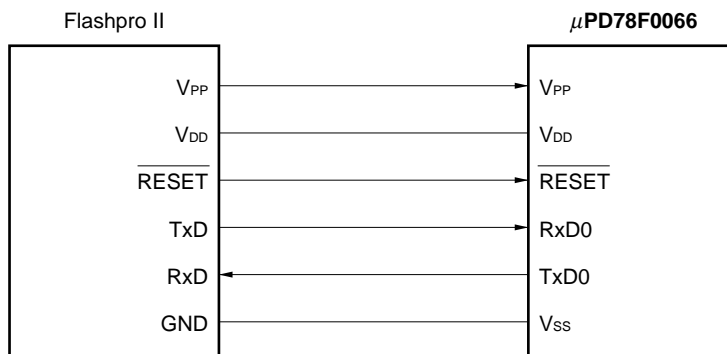 Flashpro II μPD78F0066
VPP VPP
VDD VDD
RESET RESET
TxD RxD0
RxD TxD0
GND VSS